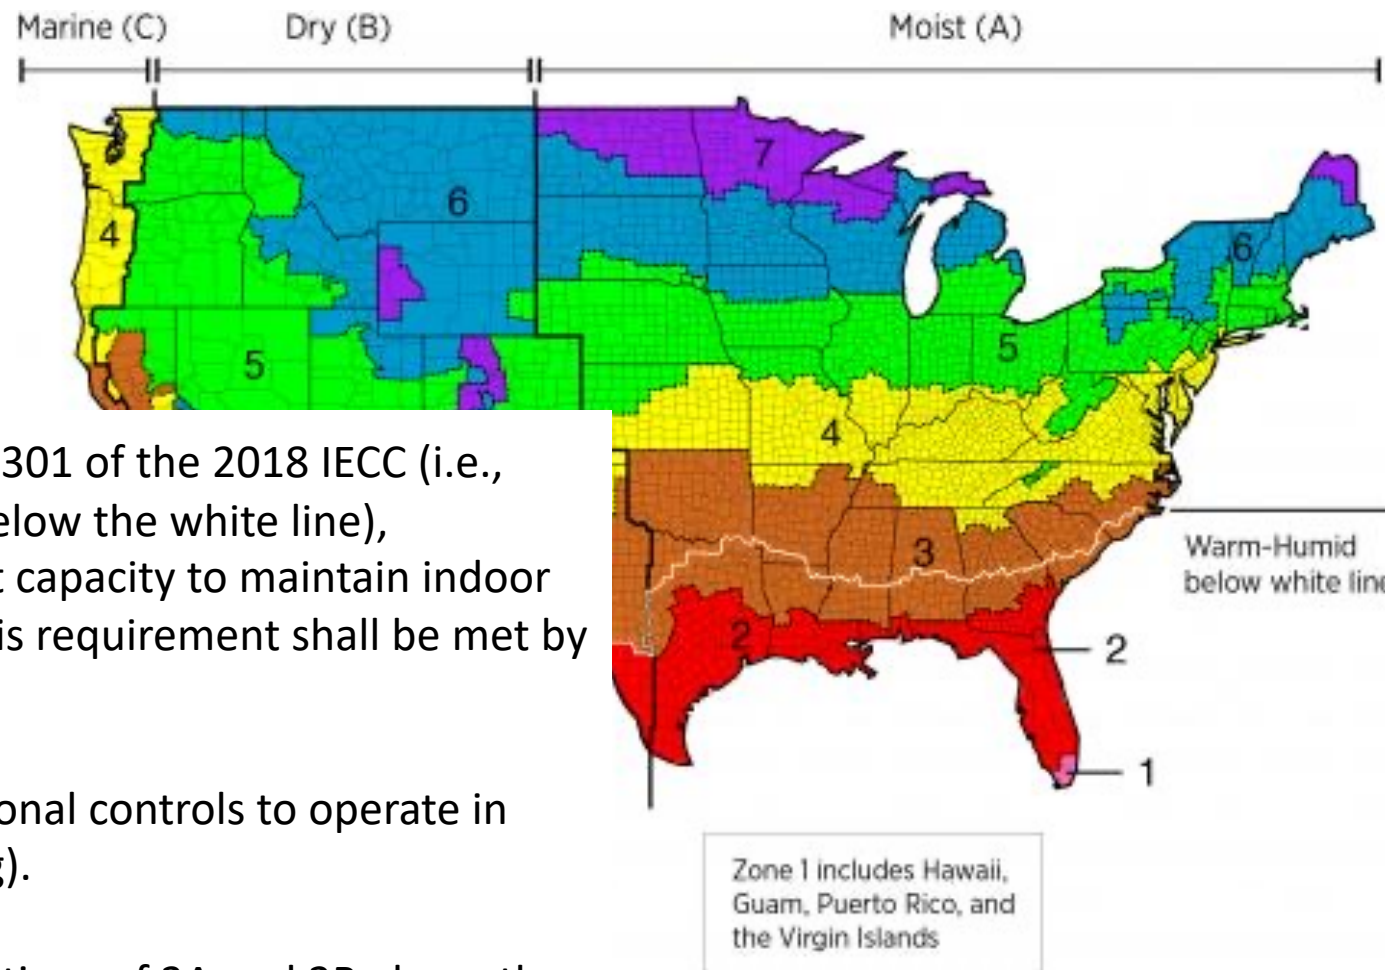 Marine (C) Dry (B) Moist (A)
7
6
4
6
5
5
4
301 of the 2018 IECC (i.e.,
elow the white line),
3
Warm-Humid
below white line
t capacity to maintain indoor
is requirement shall be met by
2
2
1
onal controls to operate in
g).
Zone 1 includes Hawaii,
Guam, Puerto Rico, and
the Virgin Islands